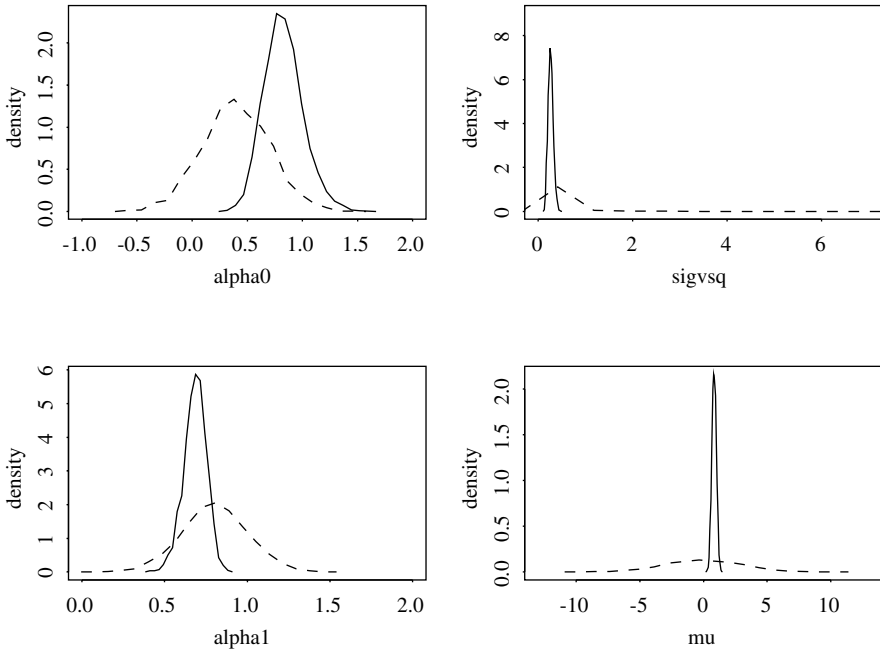 density
0.0 0.5 1.0 1.5 2.0
-1.0 0.0 0.5 1.0 1.5 2.0
alpha0
density
0 2 4 6 8
0 2 4 6
sigvsq
density
0 1 2 3 4 5 6
0.0 0.5 1.0 1.5 2.0
alpha1
density
0.0 0.5 1.0 1.5 2.0
-10 -5 0 5 10
mu